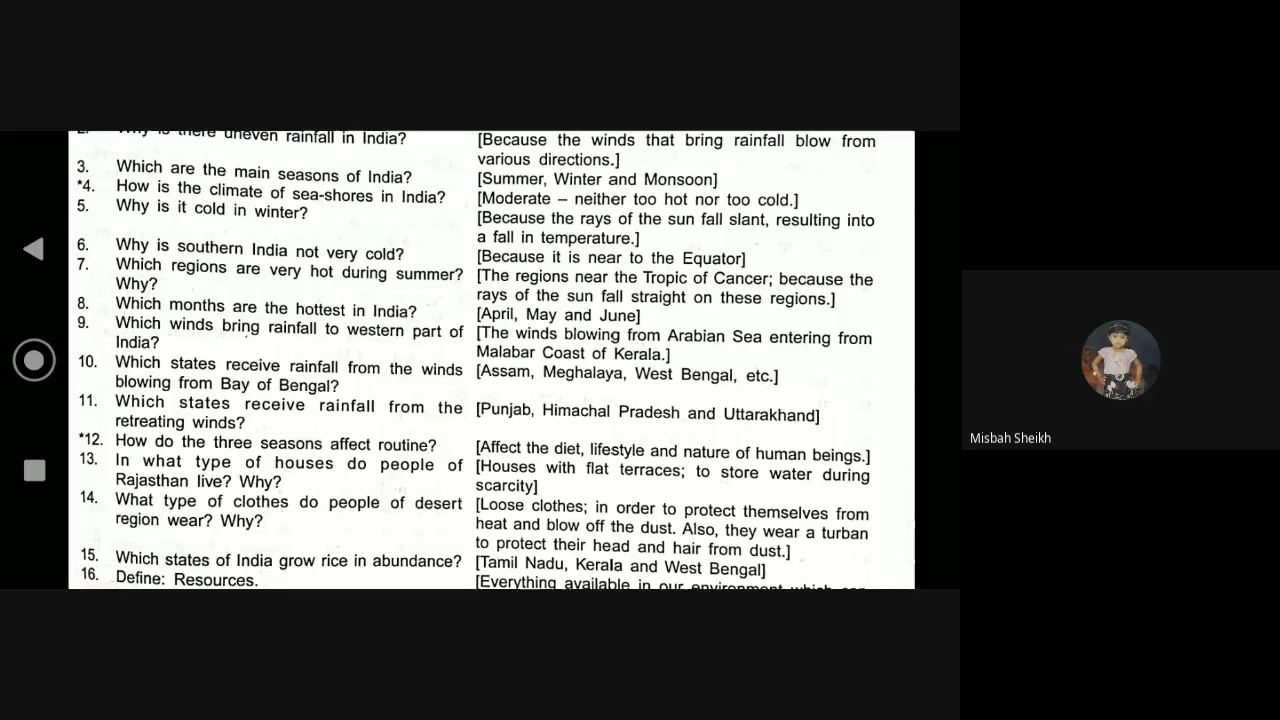 2. Why is there uneven rainfall in India?
[Because the winds that bring rainfall blow from
various directions.]
3. Which are the main seasons of India?
[Summer, Winter and Monsoon]
*4. How is the climate of sea-shores in India?
[Moderate – neither too hot nor too cold.]
5. Why is it cold in winter?
[Because the rays of the sun fall slant, resulting into
a fall in temperature.]
6. Why is southern India not very cold?
[Because it is near to the Equator]
7. Which regions are very hot during summer?
Why?
[The regions near the Tropic of Cancer; because the
rays of the sun fall straight on these regions.]
8. Which months are the hottest in India?
[April, May and June]
9. Which winds bring rainfall to western part of
India?
[The winds blowing from Arabian Sea entering from
Malabar Coast of Kerala.]
10. Which states receive rainfall from the winds
blowing from Bay of Bengal?
[Assam, Meghalaya, West Bengal, etc.]
11. Which states receive rainfall from the
retreating winds?
[Punjab, Himachal Pradesh and Uttarakhand]
*12. How do the three seasons affect routine?
[Affect the diet, lifestyle and nature of human beings.]
13. In what type of houses do people of
Rajasthan live? Why?
[Houses with flat terraces; to store water during
scarcity]
14. What type of clothes do people of desert
region wear? Why?
[Loose clothes; in order to protect themselves from
heat and blow off the dust. Also, they wear a turban
to protect their head and hair from dust.]
15. Which states of India grow rice in abundance?
[Tamil Nadu, Kerala and West Bengal]
16. Define: Resources.
[Everything available in our environment which can
Misbah Sheikh